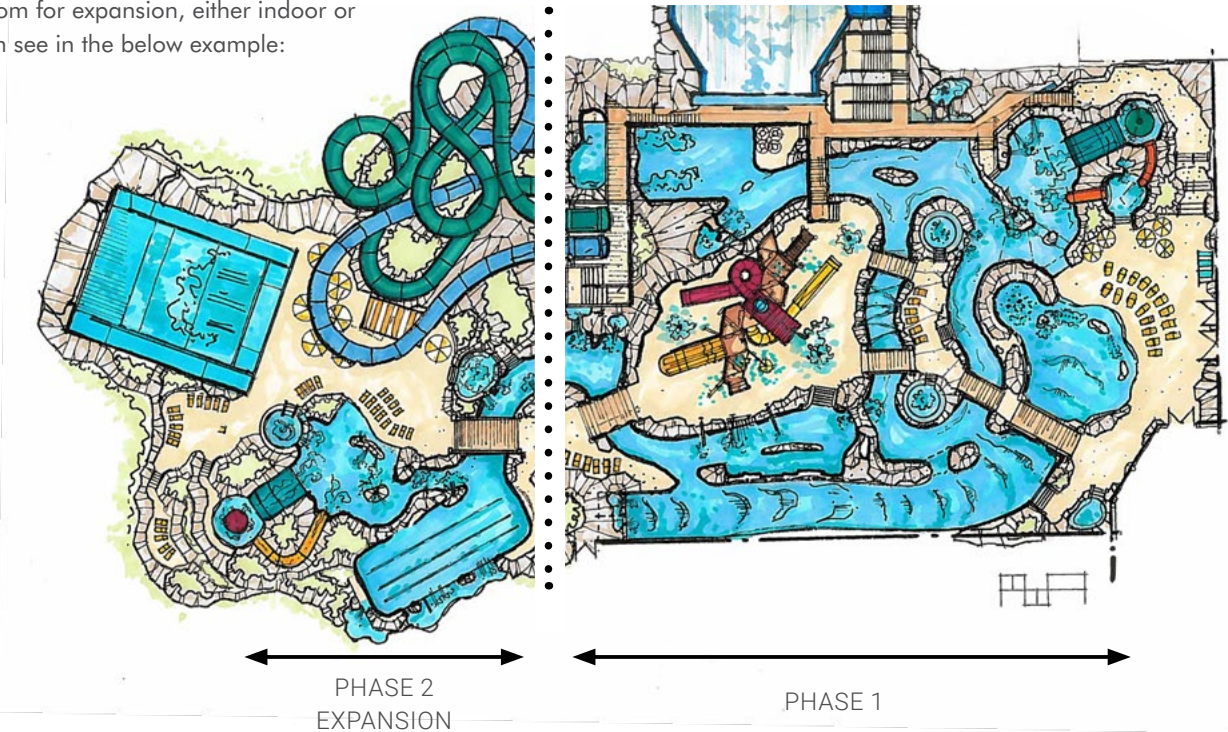 om for expansion, either indoor or
n see in the below example:
PHASE 2
EXPANSION
PHASE 1